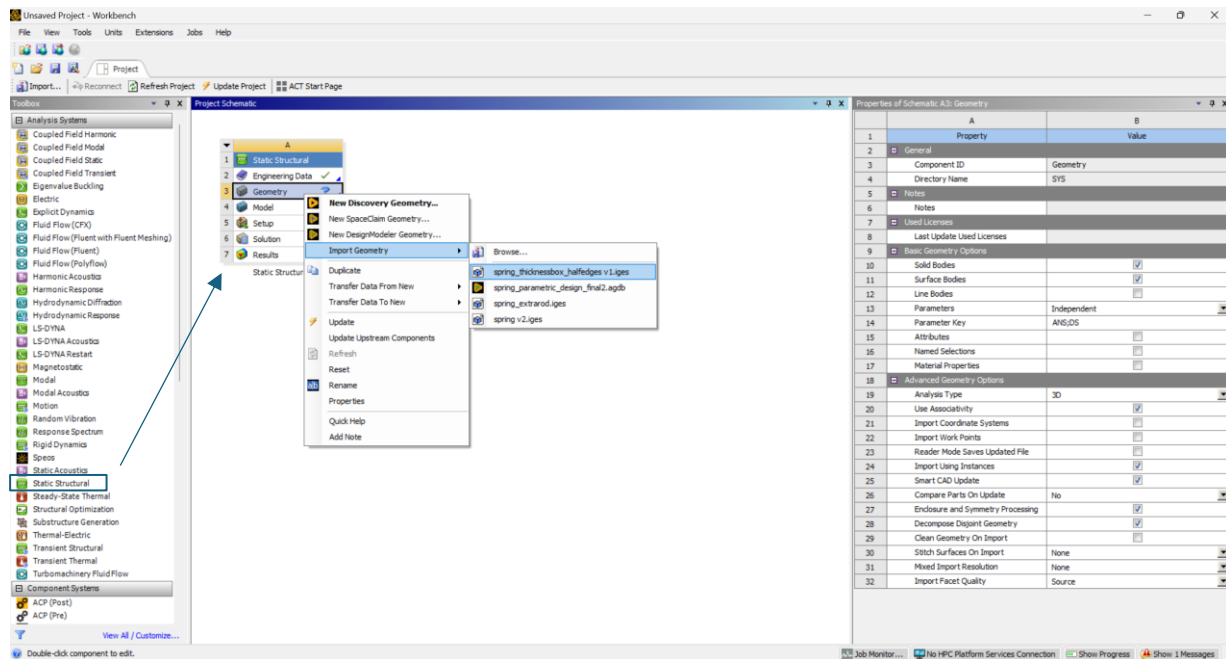 Unsaved Project - Workbench
File View Tools Units Extensions Jobs Help
Project
Import... Reconnect Refresh Project Update Project ACT Start Page
Toolbox
Analysis Systems
Coupled Field Harmonic
Coupled Field Modal
Coupled Field Static
Coupled Field Transient
Eigenvalue Buckling
Electric
Explicit Dynamics
Fluid Flow (CFX)
Fluid Flow (Fluent with Fluent Meshing)
Fluid Flow (Fluent)
Fluid Flow (Polyflow)
Harmonic Acoustics
Harmonic Response
Hydrodynamic Diffraction
Hydrodynamic Response
LS-DYNA
LS-DYNA Acoustics
LS-DYNA Restart
Magnetostatic
Modal
Modal Acoustics
Motion
Random Vibration
Response Spectrum
Rigid Dynamics
Speos
Static Acoustics
Static Structural
Steady-State Thermal
Structural Optimization
Substructure Generation
Thermal-Electric
Transient Structural
Transient Thermal
Turbomachinery Fluid Flow
Component Systems
ACP (Post)
ACP (Pre)
View All / Customize...
Project Schematic
A
1 Static Structural
2 Engineering Data
3 Geometry ?
4 Model
5 Setup
6 Solution
7 Results
Static Structur
New Discovery Geometry...
New SpaceClaim Geometry...
New DesignModeler Geometry...
Import Geometry
Duplicate
Transfer Data From New
Transfer Data To New
Update
Update Upstream Components
Refresh
Reset
Rename
Properties
Quick Help
Add Note
Browse...
spring_thicknessbox_halfedges v1.iges
spring_parametric_design_final2.agdb
spring_extrarod.iges
spring v2.iges
Properties of Schematic A3: Geometry
A B
1 Property Value
2 General
3 Component ID Geometry
4 Directory Name SYS
5 Notes
6 Notes
7 Used Licenses
8 Last Update Used Licenses
9 Basic Geometry Options
10 Solid Bodies
11 Surface Bodies
12 Line Bodies
13 Parameters Independent
14 Parameter Key ANS;DS
15 Attributes
16 Named Selections
17 Material Properties
18 Advanced Geometry Options
19 Analysis Type 3D
20 Use Associativity
21 Import Coordinate Systems
22 Import Work Points
23 Reader Mode Saves Updated File
24 Import Using Instances
25 Smart CAD Update
26 Compare Parts On Update No
27 Enclosure and Symmetry Processing
28 Decompose Disjoint Geometry
29 Clean Geometry On Import
30 Stitch Surfaces On Import None
31 Mixed Import Resolution None
32 Import Facet Quality Source
Double-click component to edit.
Job Monitor... No HPC Platform Services Connection Show Progress Show 1 Messages